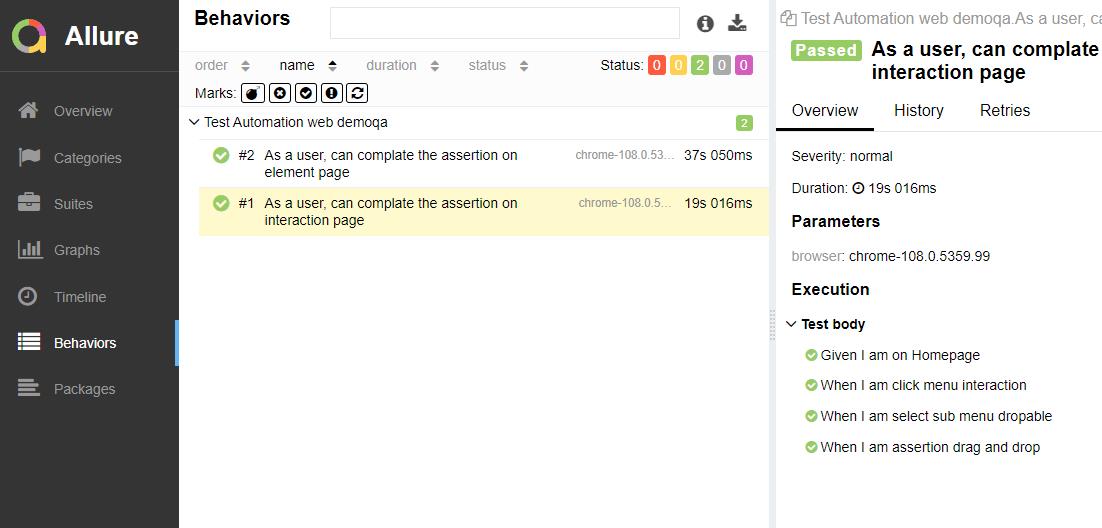 Allure
Overview
Categories
Suites
Graphs
Timeline
Behaviors
Packages
Behaviors
order name duration status Status: 0 0 2 0 0
Marks:
Test Automation web demoqa 2
#2 As a user, can complate the assertion on element page chrome-108.0.53... 37s 050ms
#1 As a user, can complate the assertion on interaction page chrome-108.0.5... 19s 016ms
Test Automation web demoqa.As a user, ca
Passed As a user, can complate
interaction page
Overview History Retries
Severity: normal
Duration: 19s 016ms
Parameters
browser: chrome-108.0.5359.99
Execution
Test body
Given I am on Homepage
When I am click menu interaction
When I am select sub menu dropable
When I am assertion drag and drop